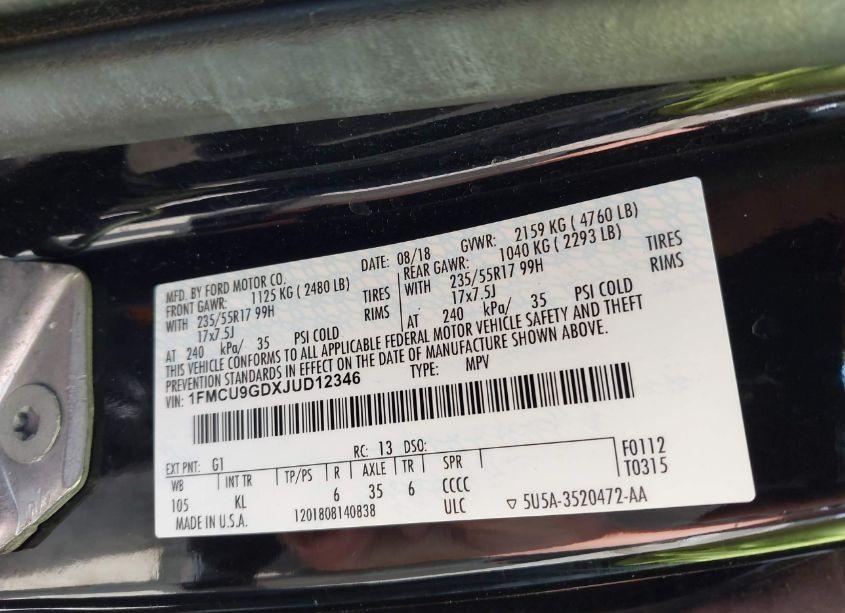 MFD. BY FORD MOTOR CO. DATE: 08/18 GVWR: 2159 KG ( 4760 LB)
FRONT GAWR: 1125 KG ( 2480 LB) REAR GAWR: 1040 KG ( 2293 LB)
WITH 235/55R17 99H TIRES WITH 235/55R17 99H TIRES
17x7.5J RIMS 17x7.5J RIMS
AT 240 kPa/ 35 PSI COLD AT 240 kPa/ 35 PSI COLD
THIS VEHICLE CONFORMS TO ALL APPLICABLE FEDERAL MOTOR VEHICLE SAFETY AND THEFT
PREVENTION STANDARDS IN EFFECT ON THE DATE OF MANUFACTURE SHOWN ABOVE.
VIN: 1FMCU9GDXJUD12346 TYPE: MPV
EXT PNT: G1 RC: 13 DSO: F0112
WB INT TR TP/PS R AXLE TR SPR T0315
105 KL 6 35 6 CCCC
MADE IN U.S.A. 1201808140838 ULC ▽ 5U5A-3520472-AA